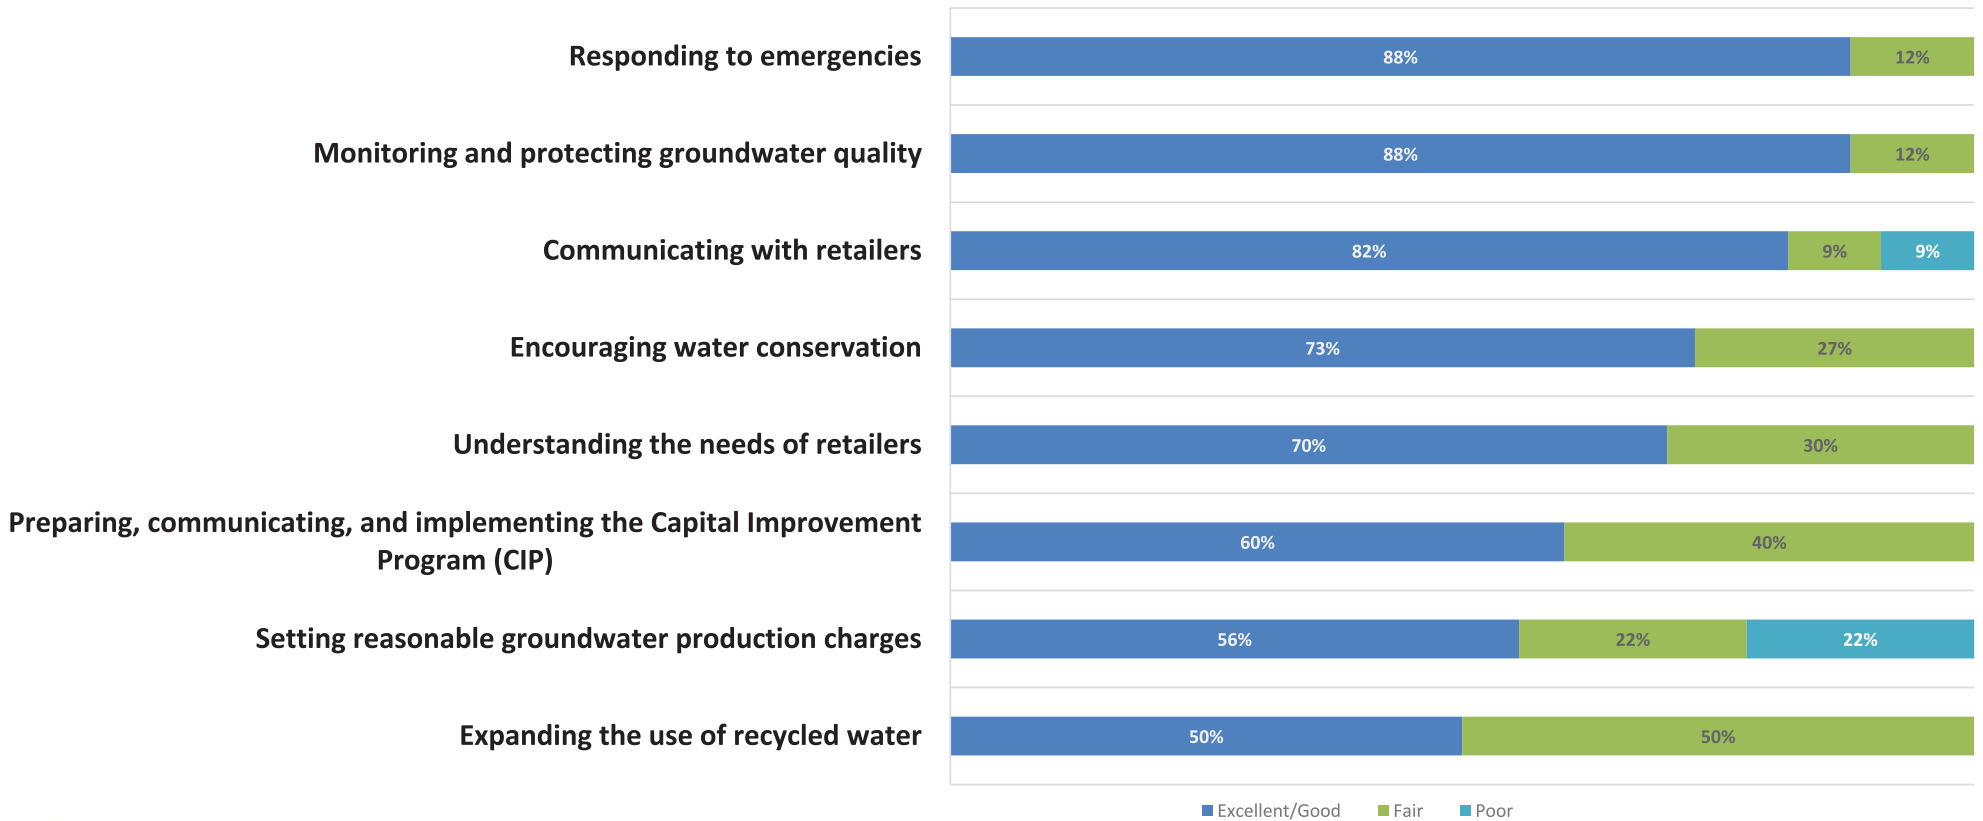 Responding to emergencies
88%
12%
Monitoring and protecting groundwater quality
88%
12%
Communicating with retailers
82%
9%
9%
Encouraging water conservation
73%
27%
Understanding the needs of retailers
70%
30%
Preparing, communicating, and implementing the Capital Improvement
Program (CIP)
60%
40%
Setting reasonable groundwater production charges
56%
22%
22%
Expanding the use of recycled water
50%
50%
Excellent/Good
Fair
Poor